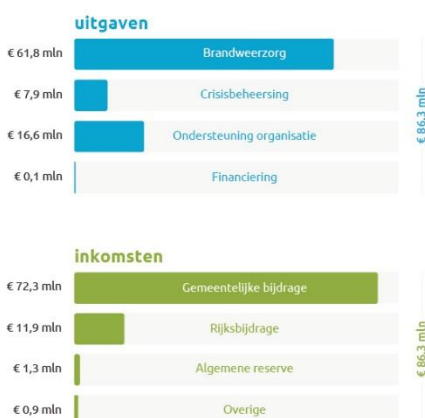 uitgaven
€ 61,8 mln Brandweerzorg
€ 7,9 mln Crisisbeheersing
€ 16,6 mln Ondersteuning organisatie
€ 0,1 mln Financiering
€ 86,3 mln
inkomsten
€ 72,3 mln Gemeentelijke bijdrage
€ 11,9 mln Rijksbijdrage
€ 1,3 mln Algemene reserve
€ 0,9 mln Overige
€ 86,3 mln